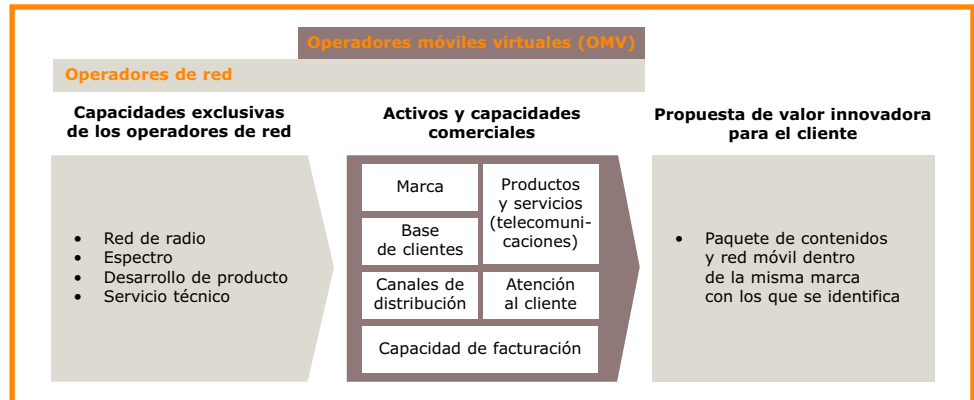 Operadores móviles virtuales (OMV)
Operadores de red
Capacidades exclusivas
de los operadores de red
Activos y capacidades
comerciales
Propuesta de valor innovadora
para el cliente
• Red de radio
• Espectro
• Desarrollo de producto
• Servicio técnico
Marca
Base
de clientes
Canales de
distribución
Productos
y servicios
(telecomuni-
caciones)
Atención
al cliente
Capacidad de facturación
• Paquete de contenidos
y red móvil dentro
de la misma marca
con los que se identifica